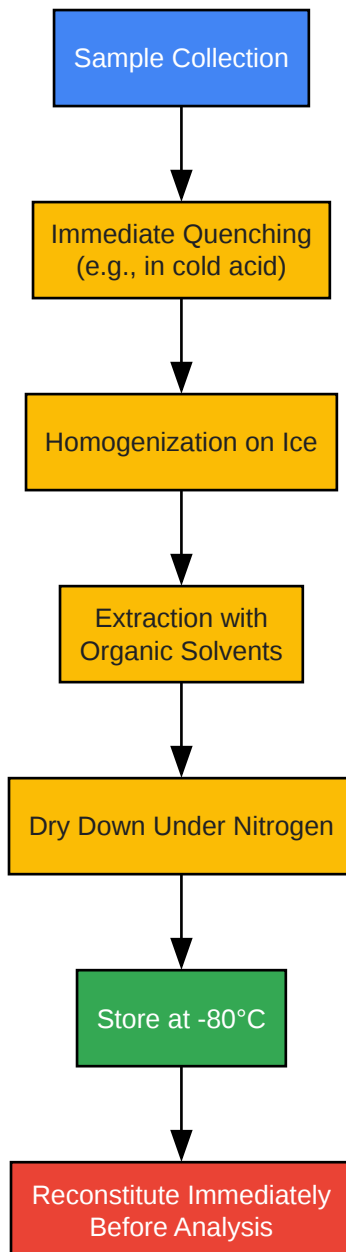 Sample Collection
Immediate Quenching
(e.g., in cold acid)
Homogenization on Ice
Extraction with
Organic Solvents
Dry Down Under Nitrogen
Store at -80°C
Reconstitute Immediately
Before Analysis